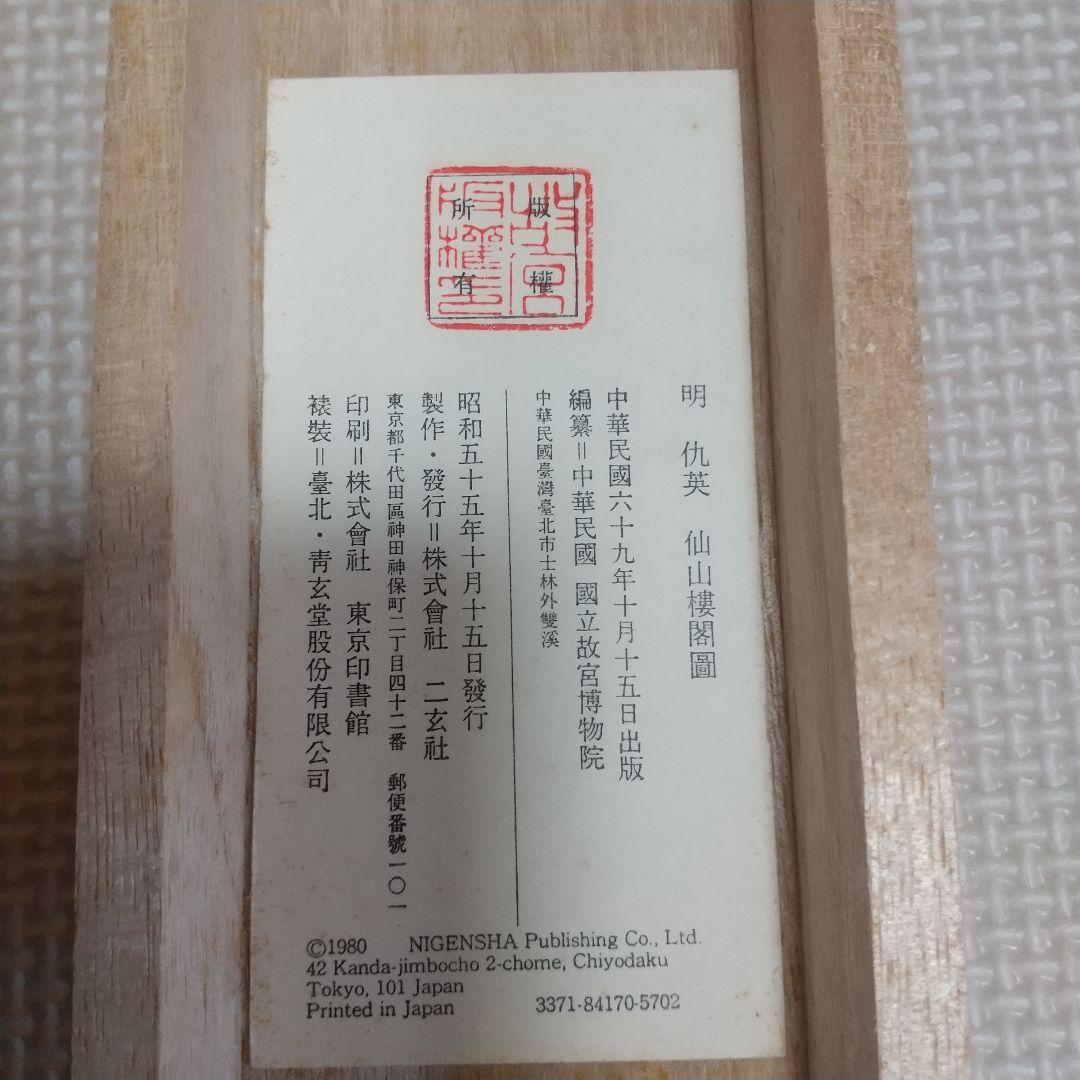 版權
所有
故宮
版權之
明　仇英　仙山樓閣圖
中華民國六十九年十月十五日出版
編纂＝中華民國　國立故宮博物院
中華民國臺灣臺北市士林外雙溪
昭和五十五年十月十五日發行
製作・發行＝株式會社　二玄社
東京都千代田區神田神保町二丁目四十二番　郵便番號一〇一
印刷＝株式會社　東京印書館
裱裝＝臺北・靑玄堂股份有限公司
©1980 NIGENSHA Publishing Co., Ltd.
42 Kanda-jimbocho 2-chome, Chiyodaku
Tokyo, 101 Japan
Printed in Japan 3371-84170-5702